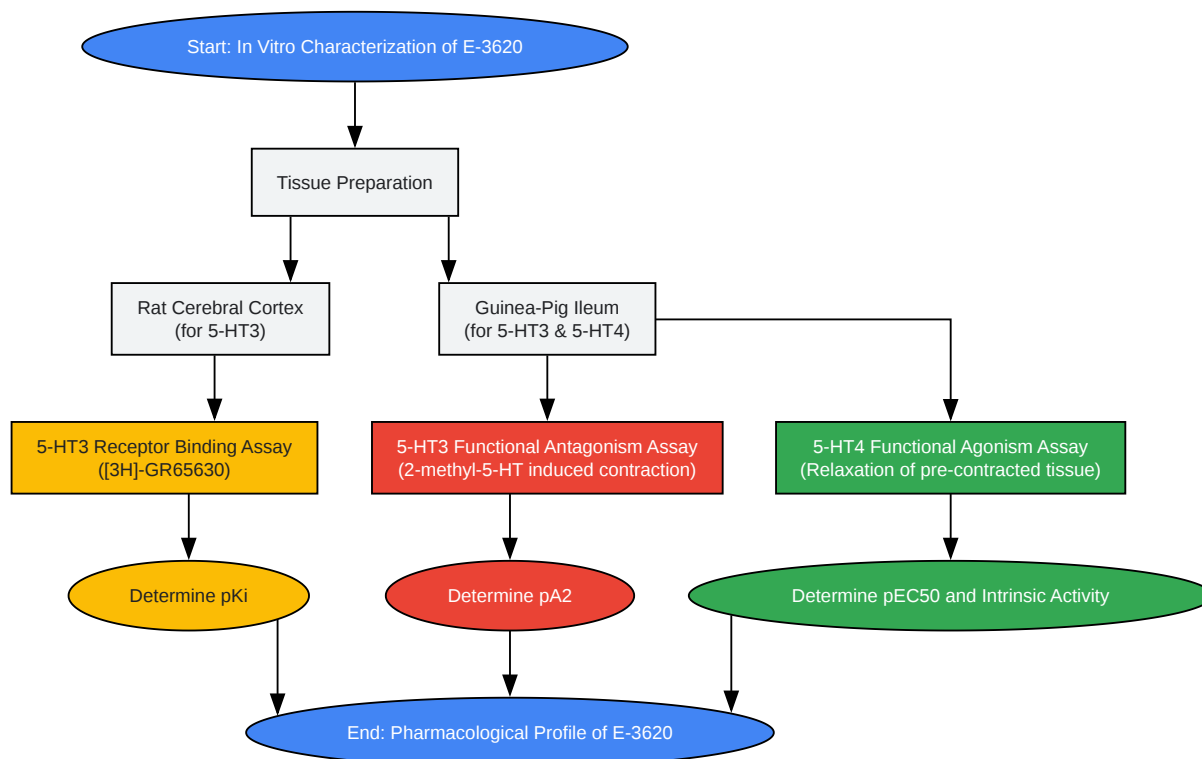 Start: In Vitro Characterization of E-3620
Tissue Preparation
Rat Cerebral Cortex
(for 5-HT3)
Guinea-Pig Ileum
(for 5-HT3 & 5-HT4)
5-HT3 Receptor Binding Assay
([3H]-GR65630)
5-HT3 Functional Antagonism Assay
(2-methyl-5-HT induced contraction)
5-HT4 Functional Agonism Assay
(Relaxation of pre-contracted tissue)
Determine pKi
Determine pA2
Determine pEC50 and Intrinsic Activity
End: Pharmacological Profile of E-3620